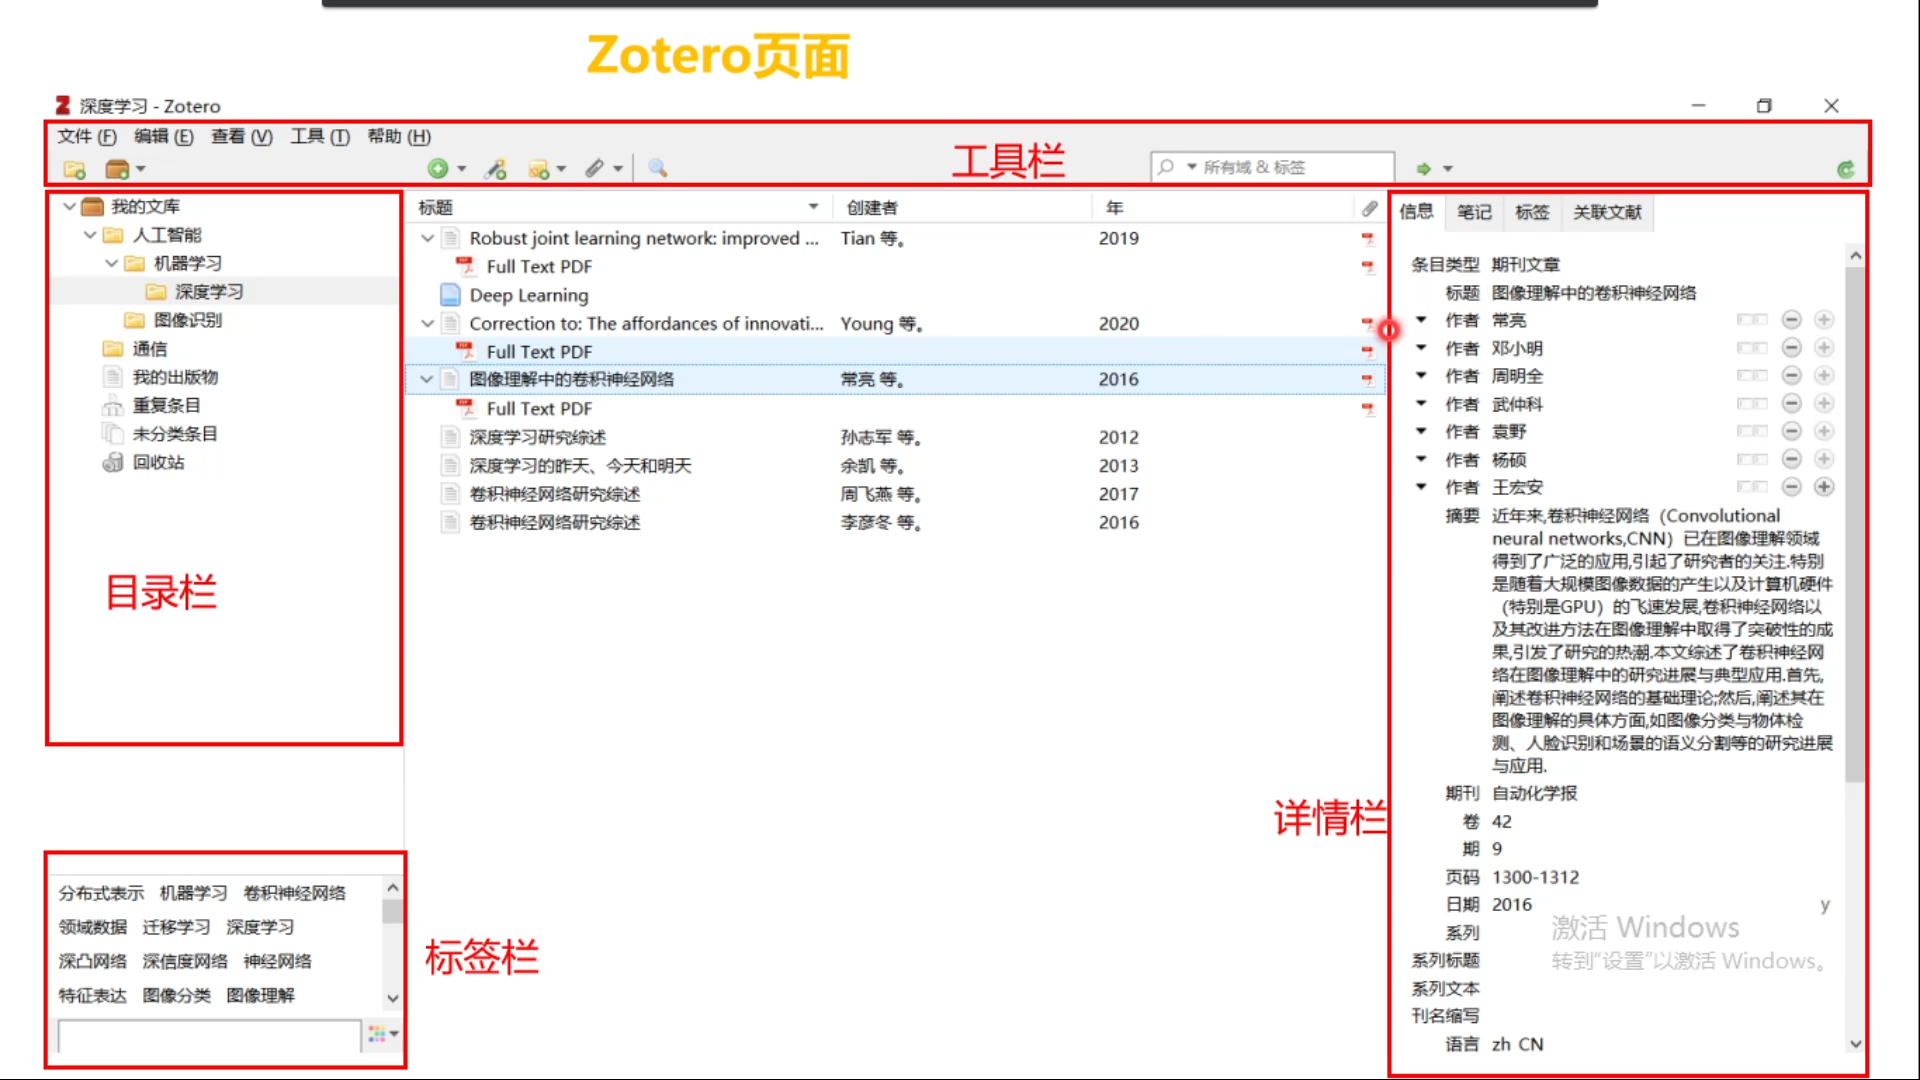 Zotero页面
深度学习 - Zotero
文件 (F) 编辑 (E) 查看 (V) 工具 (T) 帮助 (H)
工具栏
所有域 & 标签
我的文库
人工智能
机器学习
深度学习
图像识别
通信
我的出版物
重复条目
未分类条目
回收站
目录栏
分布式表示 机器学习 卷积神经网络
领域数据 迁移学习 深度学习
深凸网络 深信度网络 神经网络
特征表达 图像分类 图像理解
标签栏
标题 创建者 年
Robust joint learning network: improved ... Tian 等。 2019
Full Text PDF
Deep Learning
Correction to: The affordances of innovati... Young 等。 2020
Full Text PDF
图像理解中的卷积神经网络 常亮 等。 2016
Full Text PDF
深度学习研究综述 孙志军 等。 2012
深度学习的昨天、今天和明天 余凯 等。 2013
卷积神经网络研究综述 周飞燕 等。 2017
卷积神经网络研究综述 李彦冬 等。 2016
详情栏
信息 笔记 标签 关联文献
条目类型 期刊文章
标题 图像理解中的卷积神经网络
作者 常亮
作者 邓小明
作者 周明全
作者 武仲科
作者 袁野
作者 杨硕
作者 王宏安
摘要 近年来,卷积神经网络（Convolutional
neural networks,CNN）已在图像理解领域
得到了广泛的应用,引起了研究者的关注.特别
是随着大规模图像数据的产生以及计算机硬件
（特别是GPU）的飞速发展,卷积神经网络以
及其改进方法在图像理解中取得了突破性的成
果,引发了研究的热潮.本文综述了卷积神经网
络在图像理解中的研究进展与典型应用.首先,
阐述卷积神经网络的基础理论;然后,阐述其在
图像理解的具体方面,如图像分类与物体检
测、人脸识别和场景的语义分割等的研究进展
与应用.
期刊 自动化学报
卷 42
期 9
页码 1300-1312
日期 2016 y
系列
系列标题
系列文本
刊名缩写
语言 zh CN
激活 Windows
转到“设置”以激活 Windows。